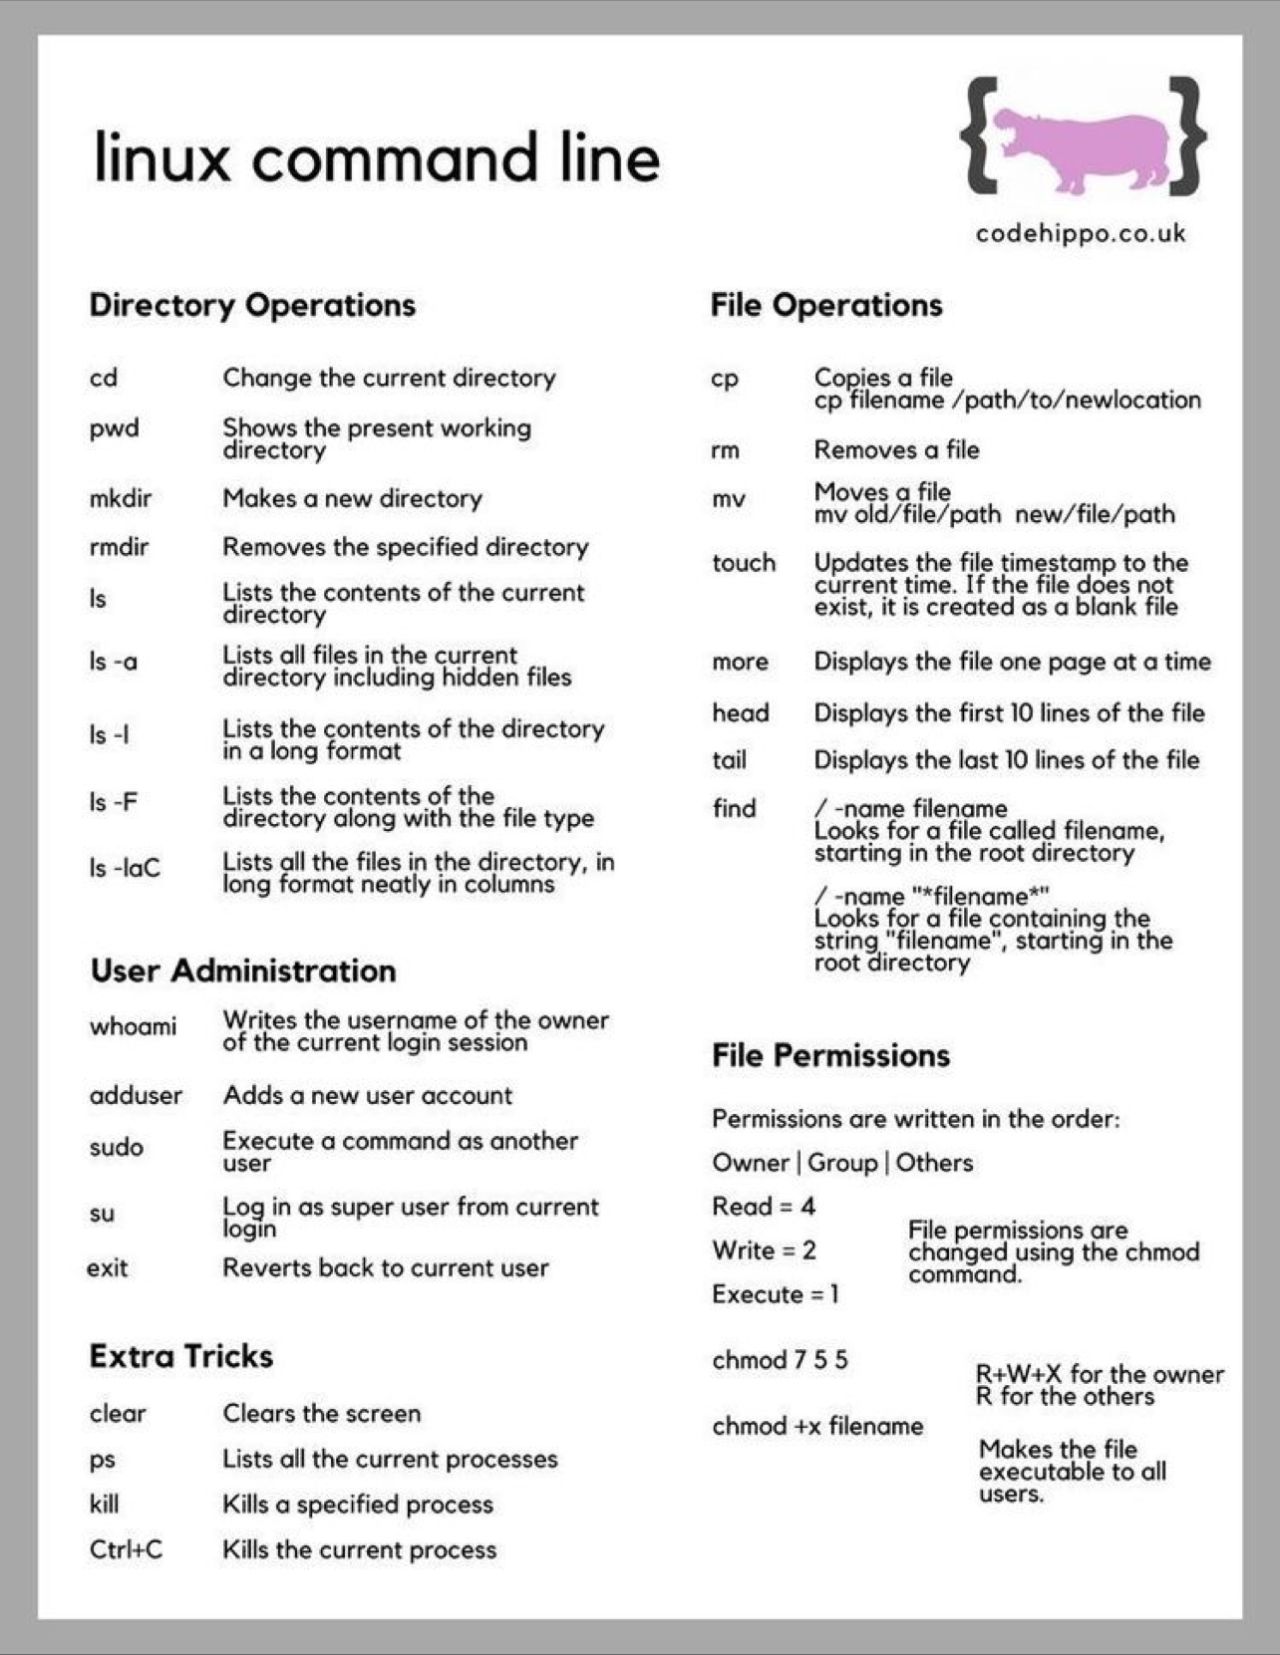 linux command line
codehippo.co.uk
Directory Operations
cd Change the current directory
pwd Shows the present working
directory
mkdir Makes a new directory
rmdir Removes the specified directory
ls Lists the contents of the current
directory
ls -a Lists all files in the current
directory including hidden files
ls -l Lists the contents of the directory
in a long format
ls -F Lists the contents of the
directory along with the file type
ls -laC Lists all the files in the directory, in
long format neatly in columns
User Administration
whoami Writes the username of the owner
of the current login session
adduser Adds a new user account
sudo Execute a command as another
user
su Log in as super user from current
login
exit Reverts back to current user
Extra Tricks
clear Clears the screen
ps Lists all the current processes
kill Kills a specified process
Ctrl+C Kills the current process
File Operations
cp Copies a file
cp filename /path/to/newlocation
rm Removes a file
mv Moves a file
mv old/file/path new/file/path
touch Updates the file timestamp to the
current time. If the file does not
exist, it is created as a blank file
more Displays the file one page at a time
head Displays the first 10 lines of the file
tail Displays the last 10 lines of the file
find / -name filename
Looks for a file called filename,
starting in the root directory
/ -name "*filename*"
Looks for a file containing the
string "filename", starting in the
root directory
File Permissions
Permissions are written in the order:
Owner | Group | Others
Read = 4
Write = 2
Execute = 1
File permissions are
changed using the chmod
command.
chmod 7 5 5
R+W+X for the owner
R for the others
chmod +x filename
Makes the file
executable to all
users.